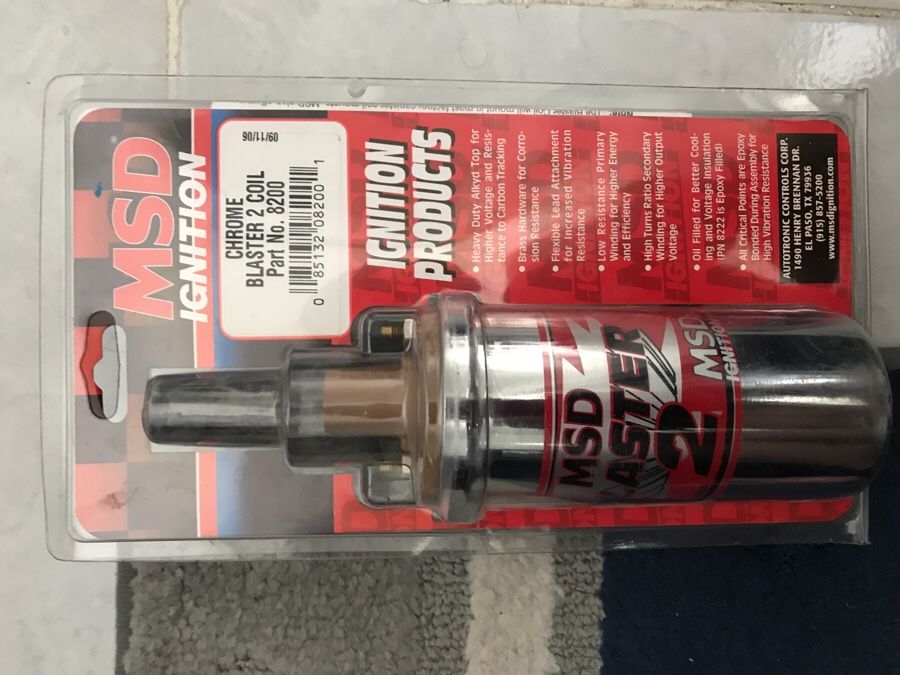 MSD
IGNITION
CHROME
BLASTER 2 COIL
Part No. 8200
0 85132 08200 1
09/11/06
IGNITION
PRODUCTS
• Heavy Duty Alkyd Top for
Higher Voltage and Resis-
tance to Carbon Tracking
• Brass Hardware for Corro-
sion Resistance
• Flexible Lead Attachment
for Increased Vibration
Resistance
• Low Resistance Primary
Winding for Higher Energy
and Efficiency
• High Turns Ratio Secondary
Winding for Higher Output
Voltage
• Oil Filled for Better Cool-
ing and Voltage Insulation
(PN 8222 is Epoxy Filled)
• All Critical Points are Epoxy
Bonded During Assembly for
High Vibration Resistance
AUTOTRONIC CONTROLS CORP.
1490 HENRY BRENNAN DR.
EL PASO, TX 79936
(915) 857-5200
www.msdignition.com
MSD
BLASTER
2
MSD
IGNITION